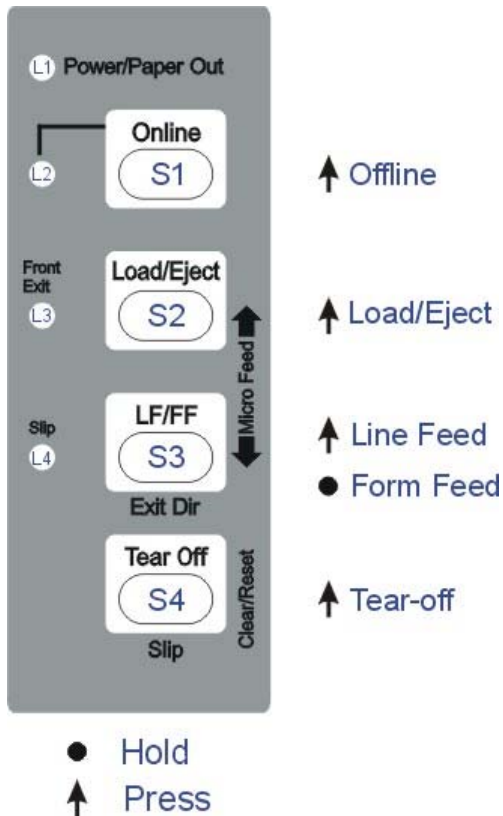 L1 Power/Paper Out
Online
L2
S1
Offline
Front
Exit
Load/Eject
L3
S2
Load/Eject
Micro Feed
Slip
LF/FF
L4
S3
Line Feed
Form Feed
Exit Dir
Tear Off
S4
Tear-off
Clear/Reset
Slip
Hold
Press